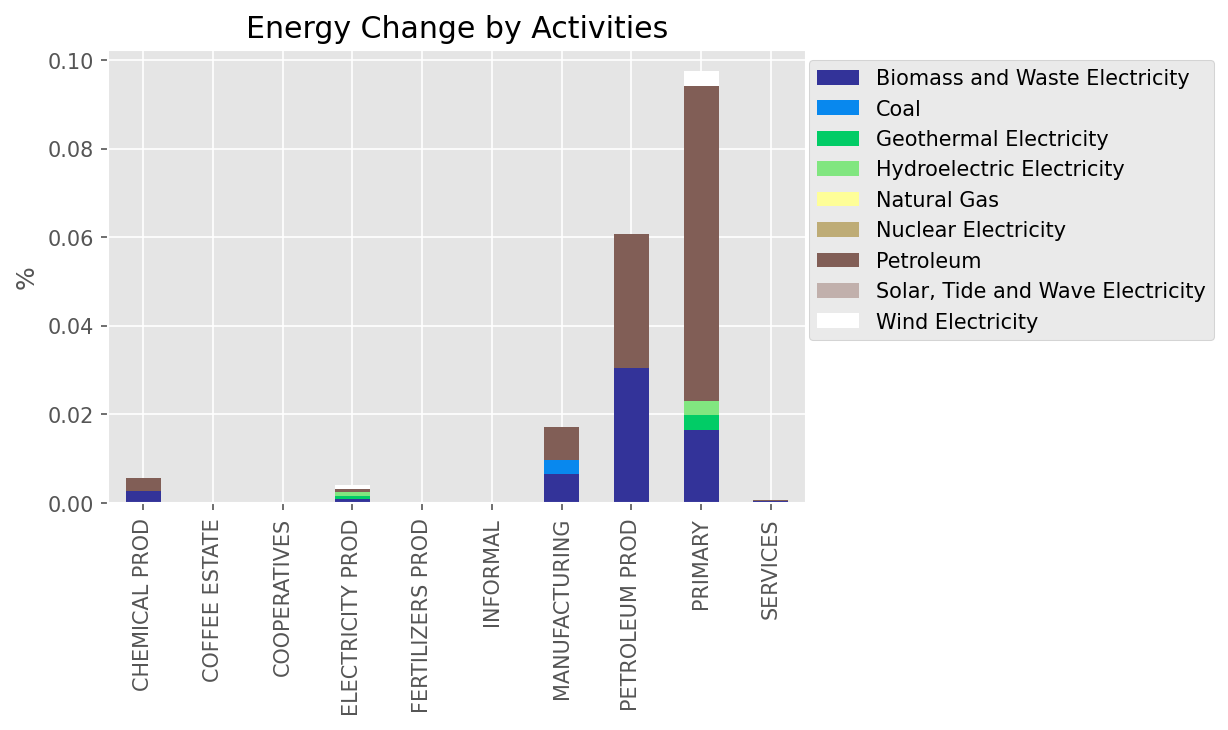 Energy Change by Activities
%
0.10
0.08
0.06
0.04
0.02
0.00
CHEMICAL PROD
COFFEE ESTATE
COOPERATIVES
ELECTRICITY PROD
FERTILIZERS PROD
INFORMAL
MANUFACTURING
PETROLEUM PROD
PRIMARY
SERVICES
Biomass and Waste Electricity
Coal
Geothermal Electricity
Hydroelectric Electricity
Natural Gas
Nuclear Electricity
Petroleum
Solar, Tide and Wave Electricity
Wind Electricity